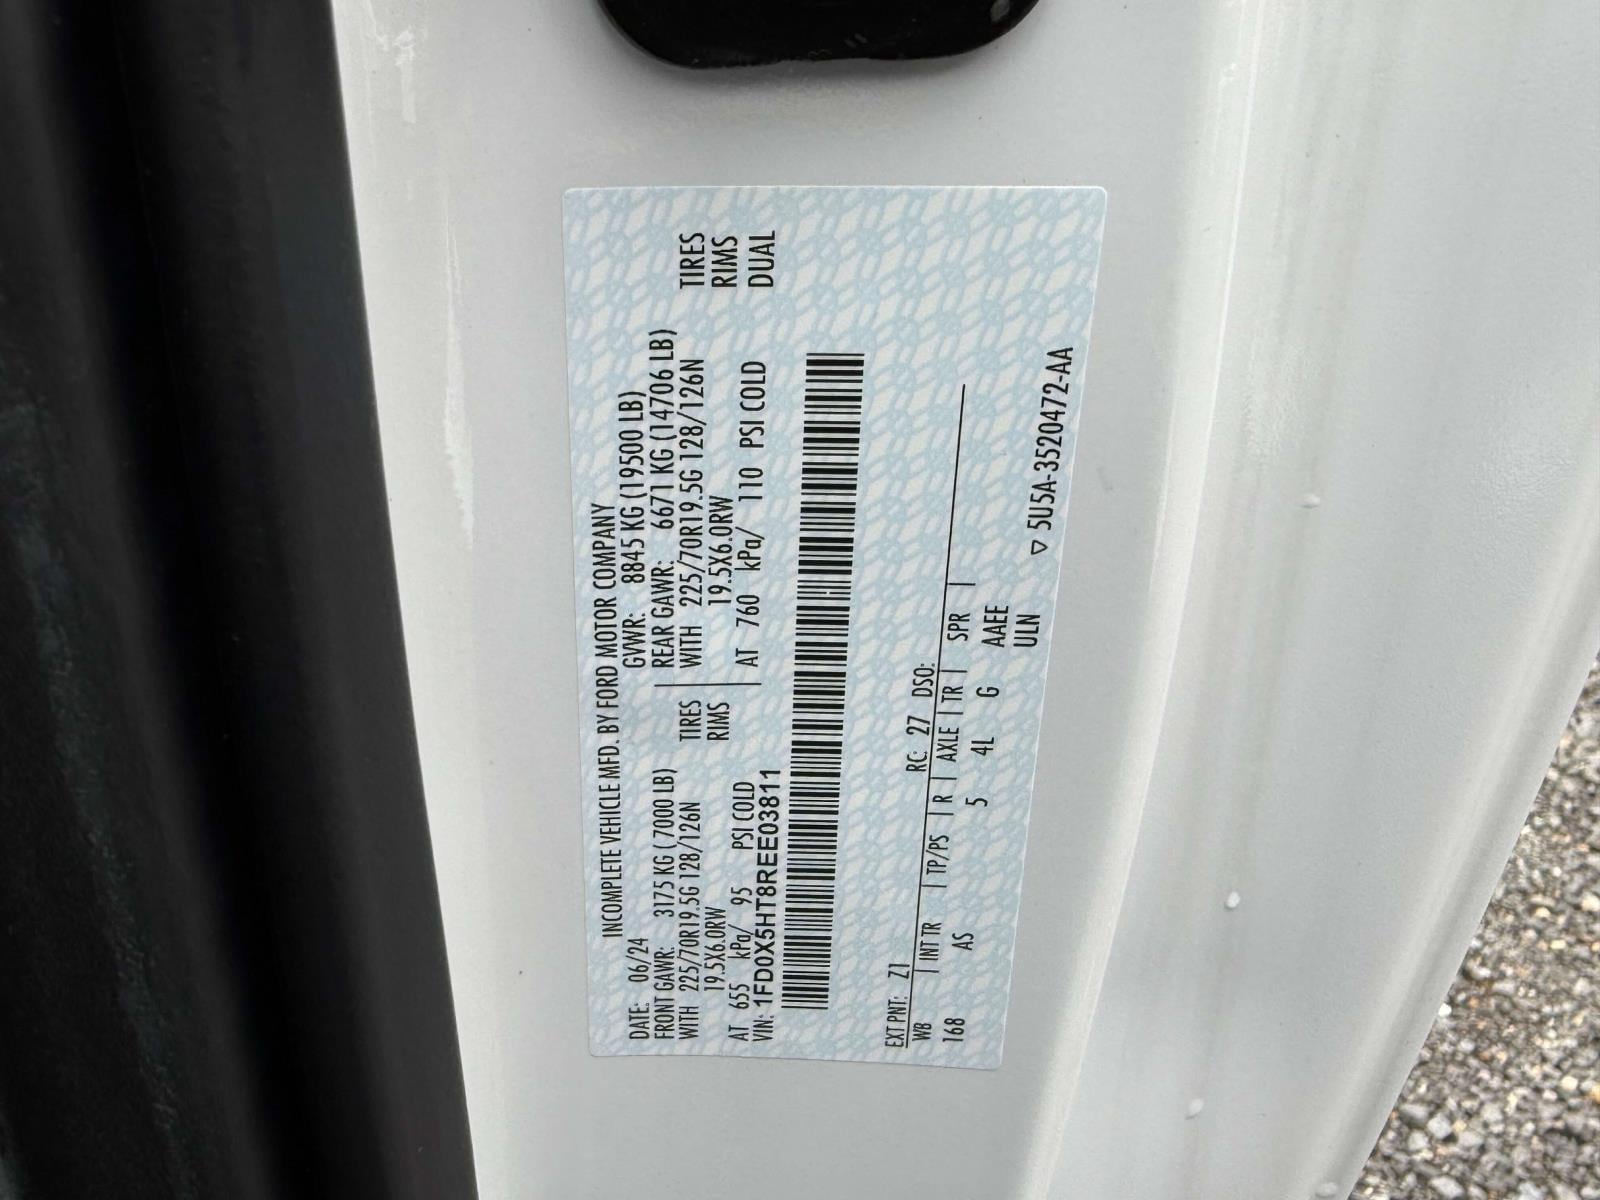 INCOMPLETE VEHICLE MFD. BY FORD MOTOR COMPANY
DATE: 06/24 GVWR: 8845 KG (19500 LB)
FRONT GAWR: 3175 KG (7000 LB) REAR GAWR: 6671 KG (14706 LB)
WITH 225/70R19.5G 128/126N TIRES WITH 225/70R19.5G 128/126N TIRES
19.5X6.0RW RIMS 19.5X6.0RW RIMS
AT 655 kPa/ 95 PSI COLD AT 760 kPa/ 110 PSI COLD DUAL
VIN: 1FD0X5HT8REE03811
EXT PNT: Z1 RC: 27 DSO:
WB | INT TR | TP/PS | R | AXLE | TR | SPR |
168 AS 5 4L G AAEE
ULN
▽ 5U5A-3520472-AA